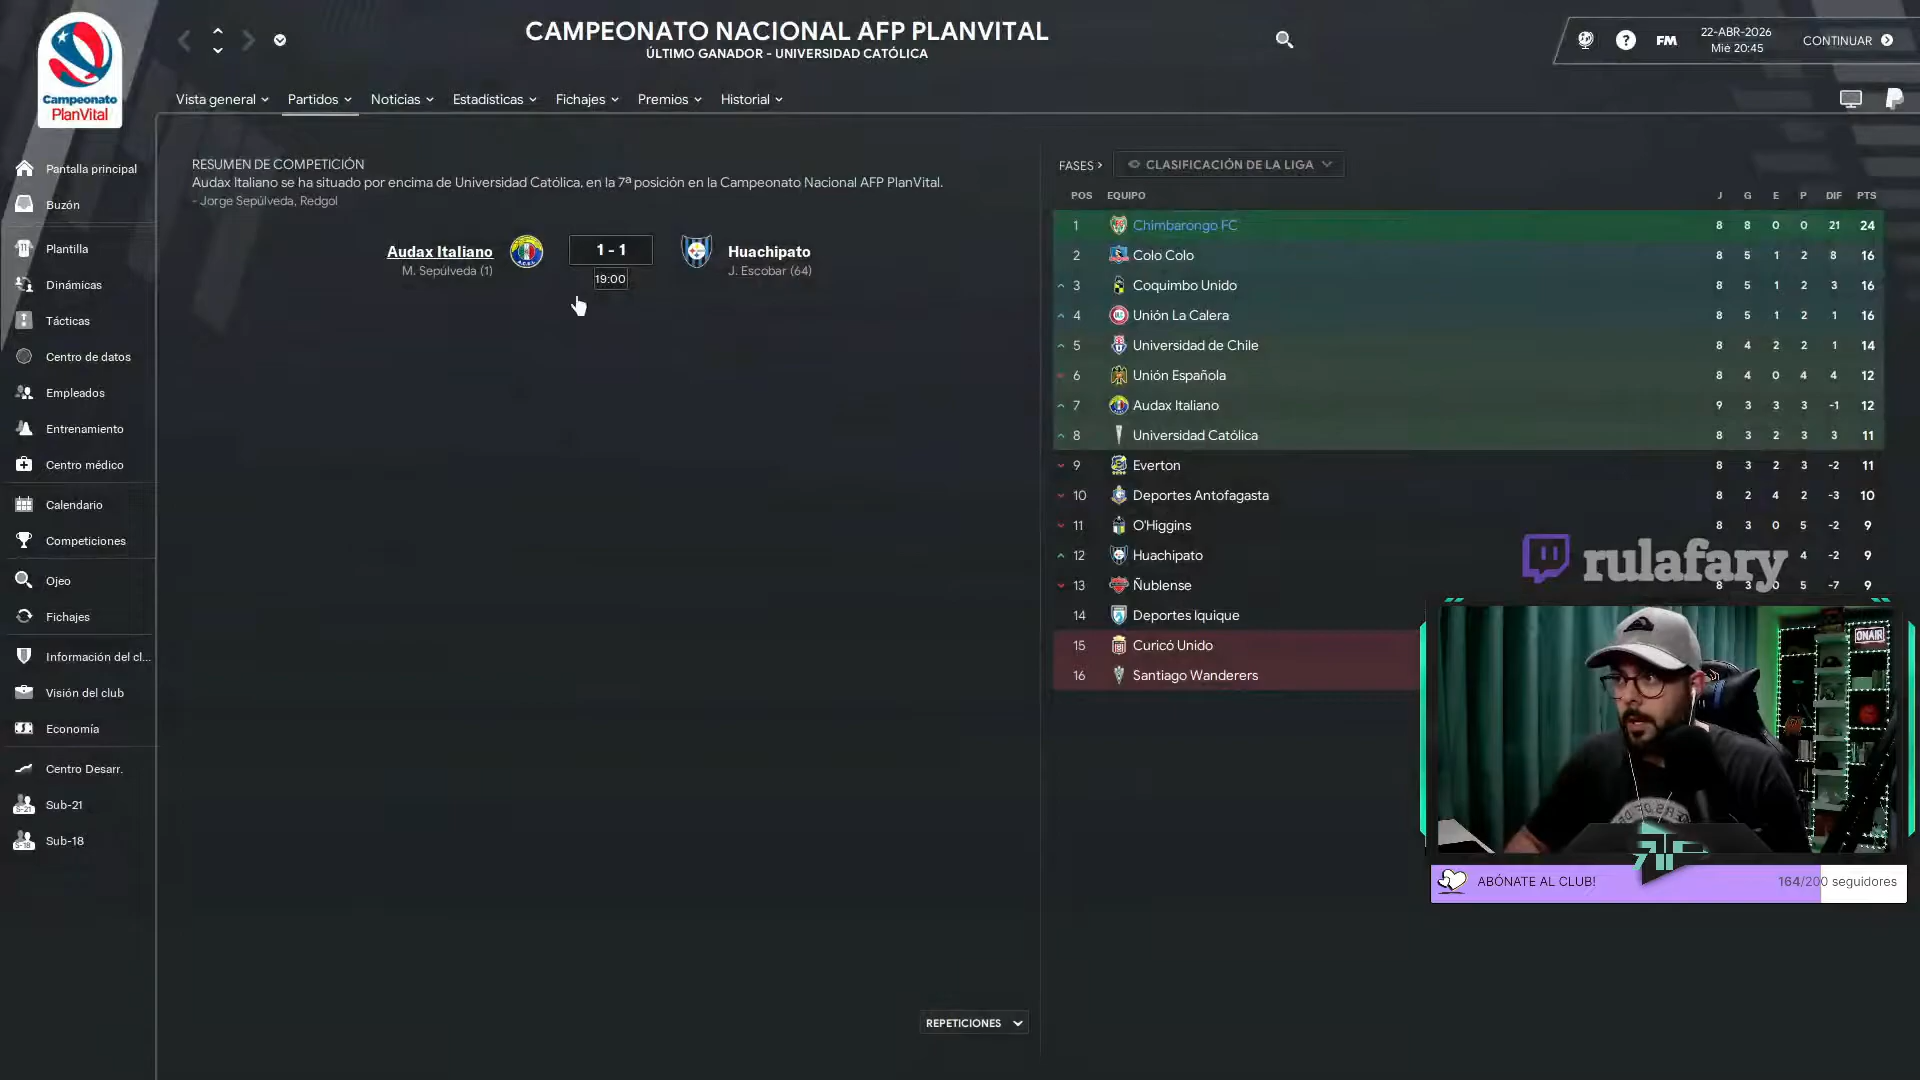 CAMPEONATO NACIONAL AFP PLANVITAL
ÚLTIMO GANADOR - UNIVERSIDAD CATÓLICA
FM
22-ABR-2026
Mié 20:45
CONTINUAR
Campeonato
PlanVital
Vista general
Partidos
Noticias
Estadísticas
Fichajes
Premios
Historial
Pantalla principal
Buzón
Plantilla
Dinámicas
Tácticas
Centro de datos
Empleados
Entrenamiento
Centro médico
Calendario
Competiciones
Ojeo
Fichajes
Información del cl...
Visión del club
Economía
Centro Desarr.
S-21 Sub-21
S-18 Sub-18
RESUMEN DE COMPETICIÓN
Audax Italiano se ha situado por encima de Universidad Católica, en la 7ª posición en la Campeonato Nacional AFP PlanVital.
- Jorge Sepúlveda, Redgol
Audax Italiano 1 - 1 Huachipato
M. Sepúlveda (1) J. Escobar (64)
19:00
REPETICIONES
FASES >
CLASIFICACIÓN DE LA LIGA
POS EQUIPO J G E P DIF PTS
1 Chimbarongo FC 8 8 0 0 21 24
2 Colo Colo 8 5 1 2 8 16
3 Coquimbo Unido 8 5 1 2 3 16
4 Unión La Calera 8 5 1 2 1 16
5 Universidad de Chile 8 4 2 2 1 14
6 Unión Española 8 4 0 4 4 12
7 Audax Italiano 9 3 3 3 -1 12
8 Universidad Católica 8 3 2 3 3 11
9 Everton 8 3 2 3 -2 11
10 Deportes Antofagasta 8 2 4 2 -3 10
11 O'Higgins 8 3 0 5 -2 9
12 Huachipato 4 -2 9
13 Ñublense 8 3 0 5 -7 9
14 Deportes Iquique
15 Curicó Unido
16 Santiago Wanderers
rulafary
ONAIR
ABÓNATE AL CLUB!
164/200 seguidores